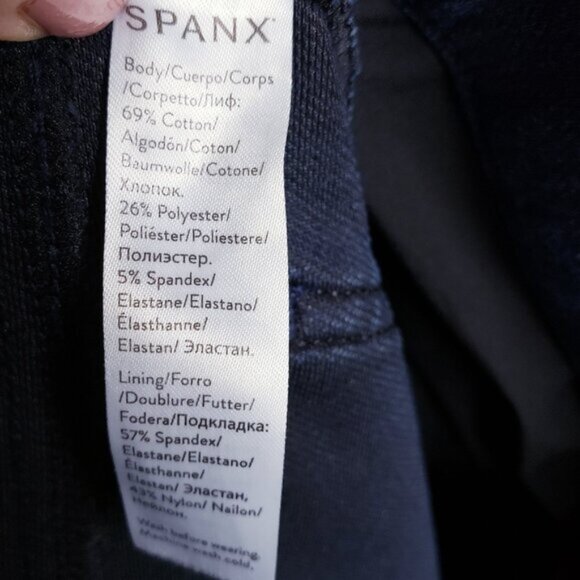 SPANX
Body/Cuerpo/Corps
/Corpetto/Лиф:
69% Cotton/
Algodón/Coton/
Baumwolle/Cotone/
Хлопок.
26% Polyester/
Poliéster/Poliestere/
Полиэстер.
5% Spandex/
Elastane/Elastano/
Élasthanne/
Elastan/ Эластан.
Lining/Forro
/Doublure/Futter/
Fodera/Подкладка:
57% Spandex/
Elastane/Elastano/
Élasthanne/
Elastan/ Эластан,
43% Nylon/ Nailon/
Нейлон.
Wash before wearing.
Machine wash cold.